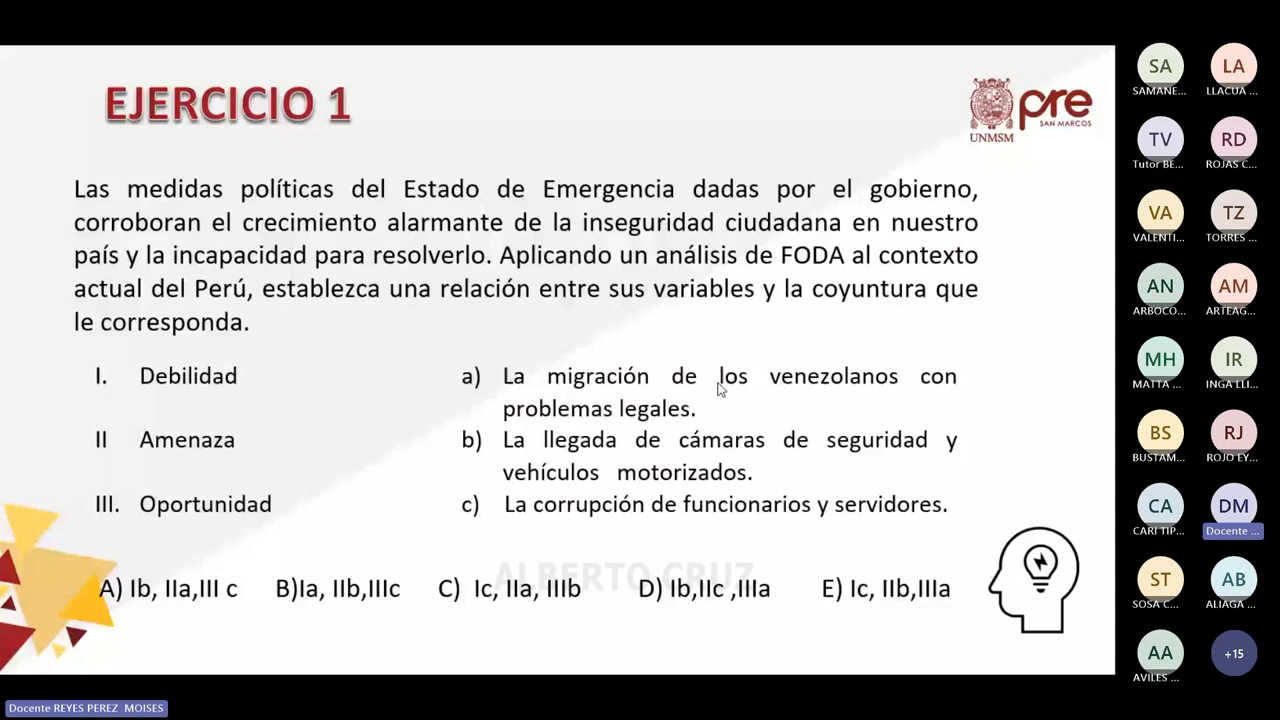 EJERCICIO 1
UNMSM
pre
SAN MARCOS
Las medidas políticas del Estado de Emergencia dadas por el gobierno,
corroboran el crecimiento alarmante de la inseguridad ciudadana en nuestro
país y la incapacidad para resolverlo. Aplicando un análisis de FODA al contexto
actual del Perú, establezca una relación entre sus variables y la coyuntura que
le corresponda.
I. Debilidad
II Amenaza
III. Oportunidad
a) La migración de los venezolanos con
problemas legales.
b) La llegada de cámaras de seguridad y
vehículos motorizados.
c) La corrupción de funcionarios y servidores.
ALBERTO CRUZ
A) Ib, IIa,III c B)Ia, IIb,IIIc C) Ic, IIa, IIIb D) Ib,IIc ,IIIa E) Ic, IIb,IIIa
SA LA
SAMANE... LLACUA ...
TV RD
Tutor BE... ROJAS C...
VA TZ
VALENTI... TORRES ...
AN AM
ARBOCO... ARTEAG...
MH IR
MATTA ... INGA LLI...
BS RJ
BUSTAM... ROJO EY...
CA DM
CARI TIP... Docente ...
ST AB
SOSA C... ALIAGA ...
AA +15
AVILES ...
Docente REYES PEREZ MOISES